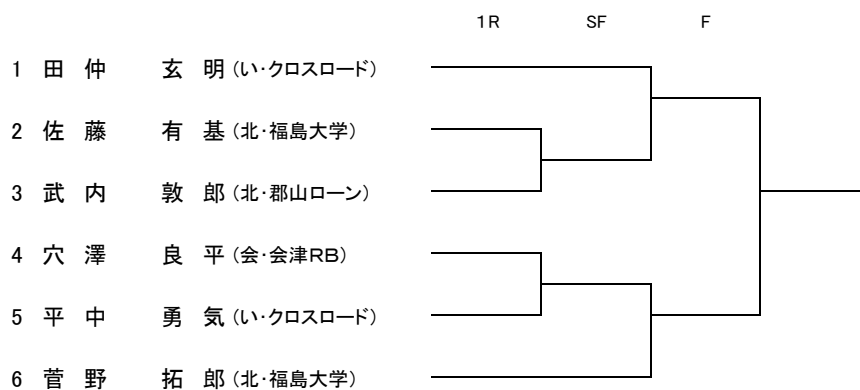 1R SF F
1 田 仲 玄 明 (い・クロスロード)
2 佐 藤 有 基 (北・福島大学)
3 武 内 敦 郎 (北・郡山ローン)
4 穴 澤 良 平 (会・会津RB)
5 平 中 勇 気 (い・クロスロード)
6 菅 野 拓 郎 (北・福島大学)